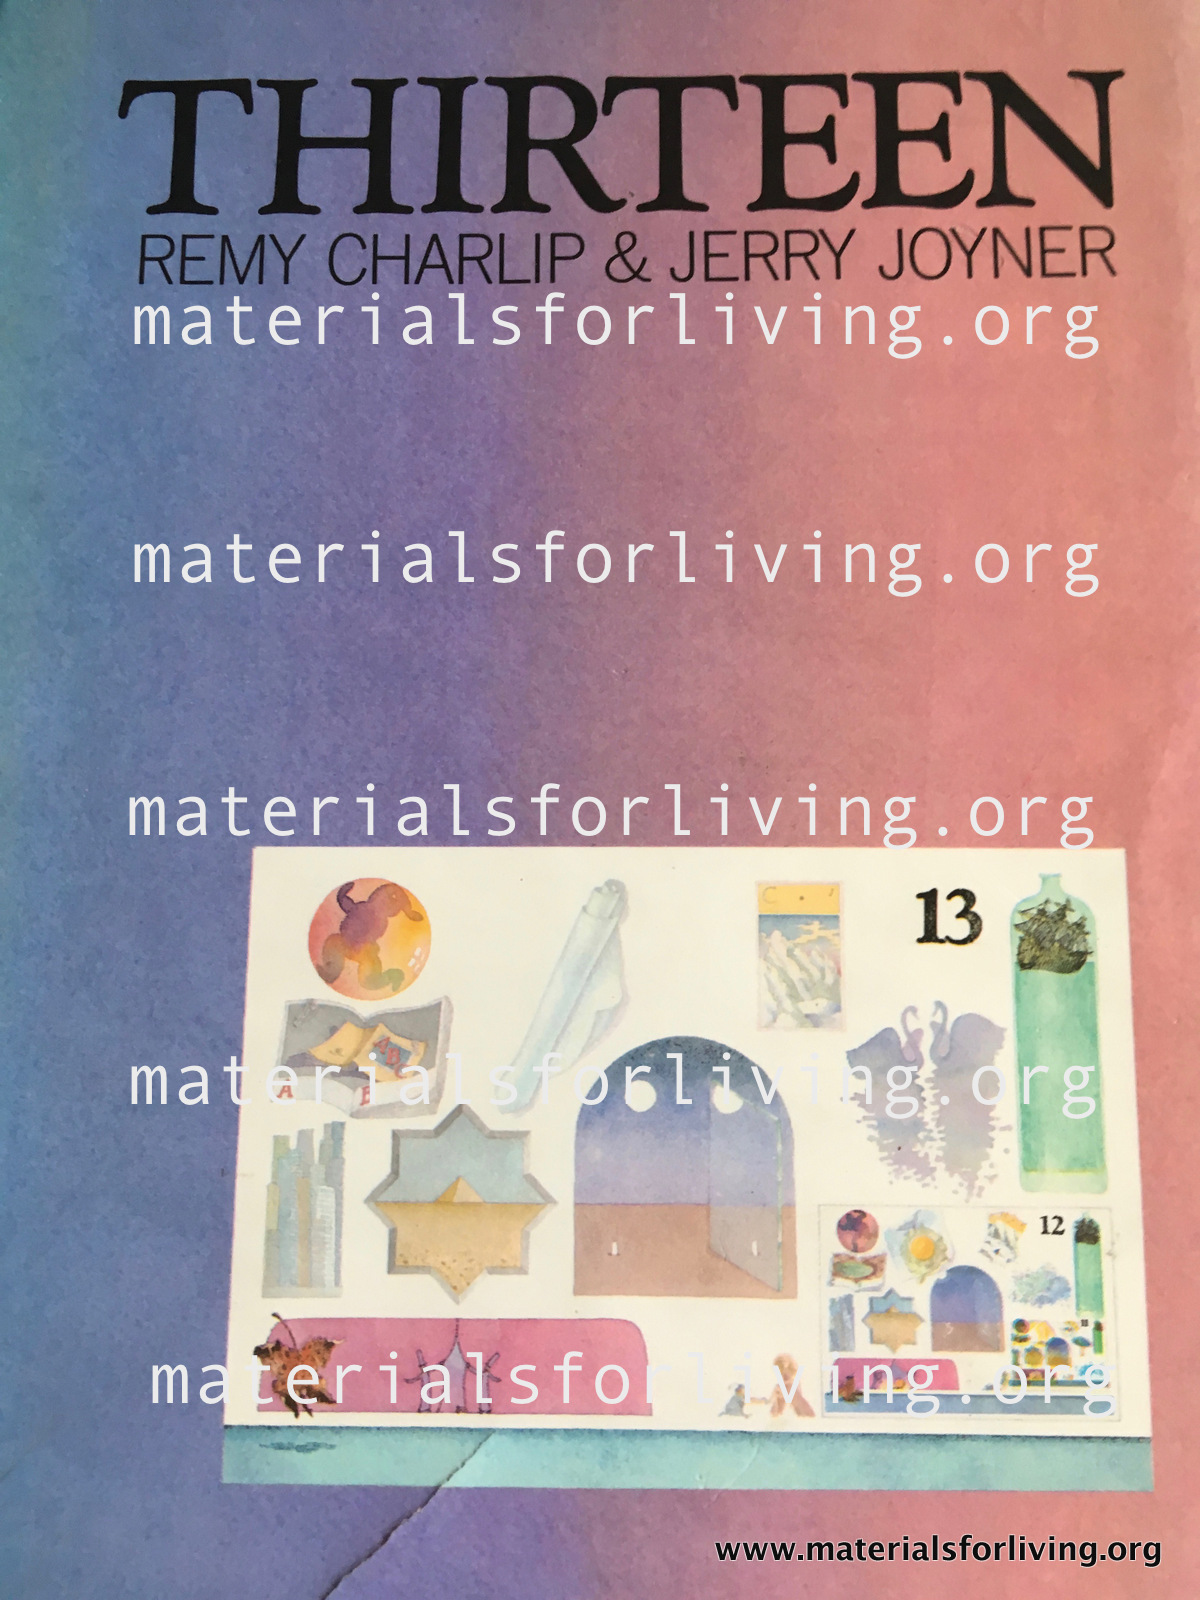 THIRTEEN
REMY CHARLIP & JERRY JOYNER
materialsforliving.org
materialsforliving.org
materialsforliving.org
13
materialsforliving.org
A
B
C
A
12
materialsforliving.org
www.materialsforliving.org